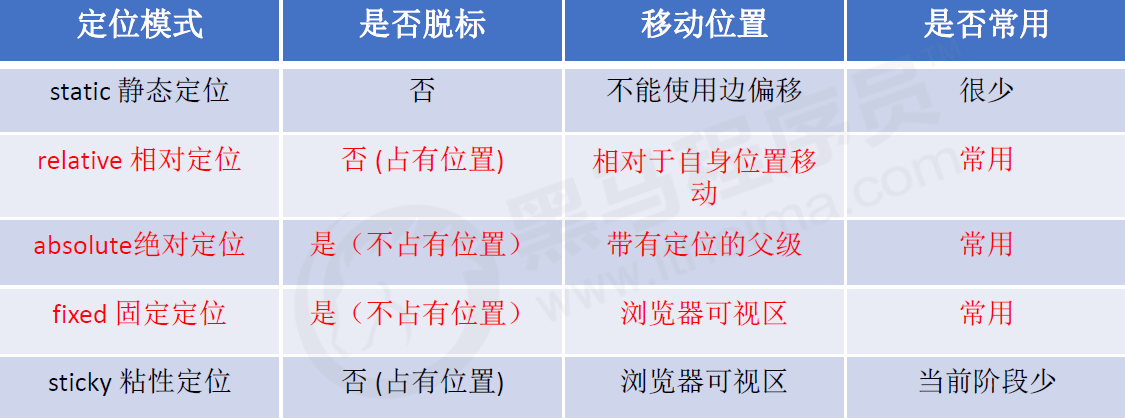 定位模式 是否脱标 移动位置 是否常用
static 静态定位 否 不能使用边偏移 很少
relative 相对定位 否 (占有位置) 相对于自身位置移
动 常用
absolute绝对定位 是（不占有位置） 带有定位的父级 常用
fixed 固定定位 是（不占有位置） 浏览器可视区 常用
sticky 粘性定位 否 (占有位置) 浏览器可视区 当前阶段少
黑马程序员™
www.itheima.com